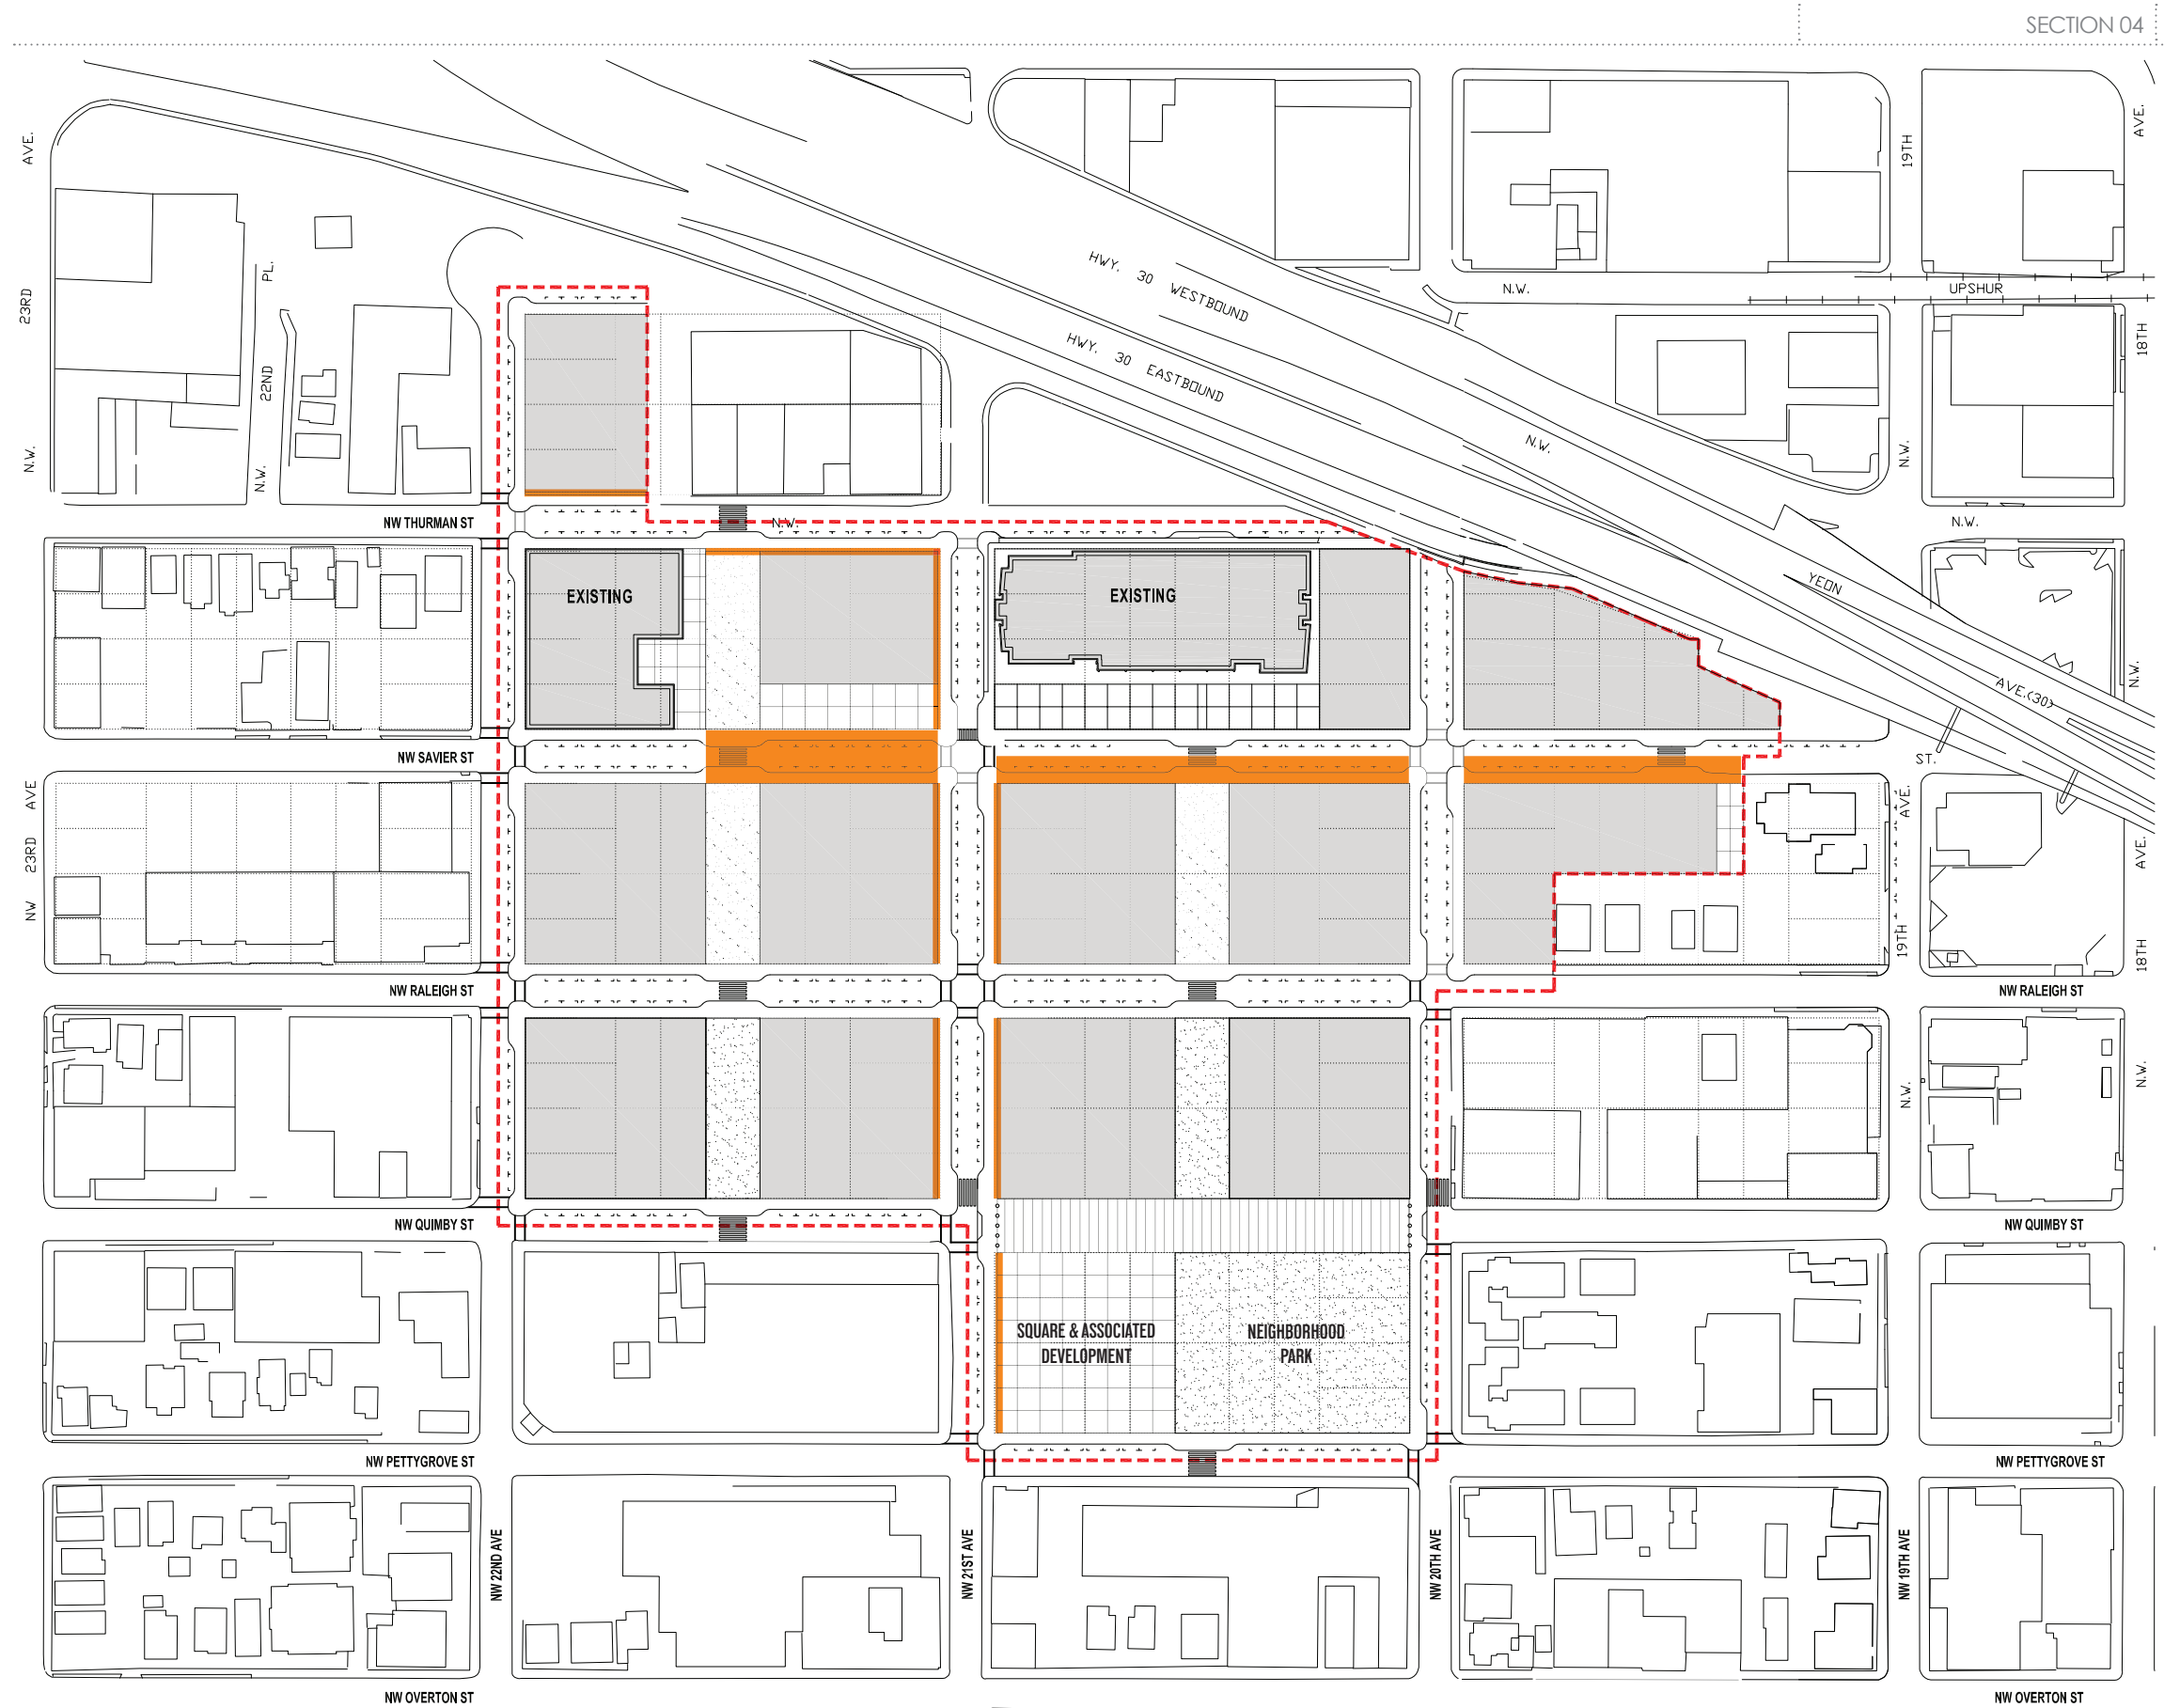 SECTION 04
AVE.
23RD
N.W.
PL.
22ND
N.W.
HWY. 30 WESTBOUND
HWY. 30 EASTBOUND
N.W.
UPSHUR
19TH
AVE.
18TH
N.W.
N.W.
NW THURMAN ST
N.W.
N.W.
EXISTING
EXISTING
YEON
AVE.(30)
N.W.
NW SAVIER ST
ST.
AVE
23RD
NW
AVE.
19TH
AVE.
18TH
NW RALEIGH ST
NW RALEIGH ST
N.W.
N.W.
NW QUIMBY ST
NW QUIMBY ST
SQUARE & ASSOCIATED
DEVELOPMENT
NEIGHBORHOOD
PARK
NW PETTYGROVE ST
NW PETTYGROVE ST
NW 22ND AVE
NW 21ST AVE
NW 20TH AVE
NW 19TH AVE
NW OVERTON ST
NW OVERTON ST